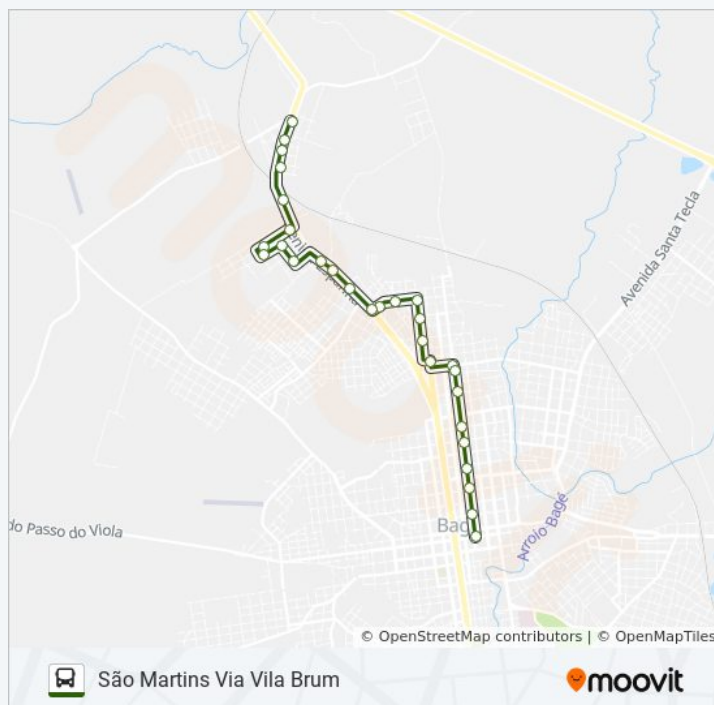 Avenida Santa Tecla
do Passo do Viola
Bag
Arroio Bagé
© OpenStreetMap contributors | © OpenMapTiles
São Martins Via Vila Brum
moovit